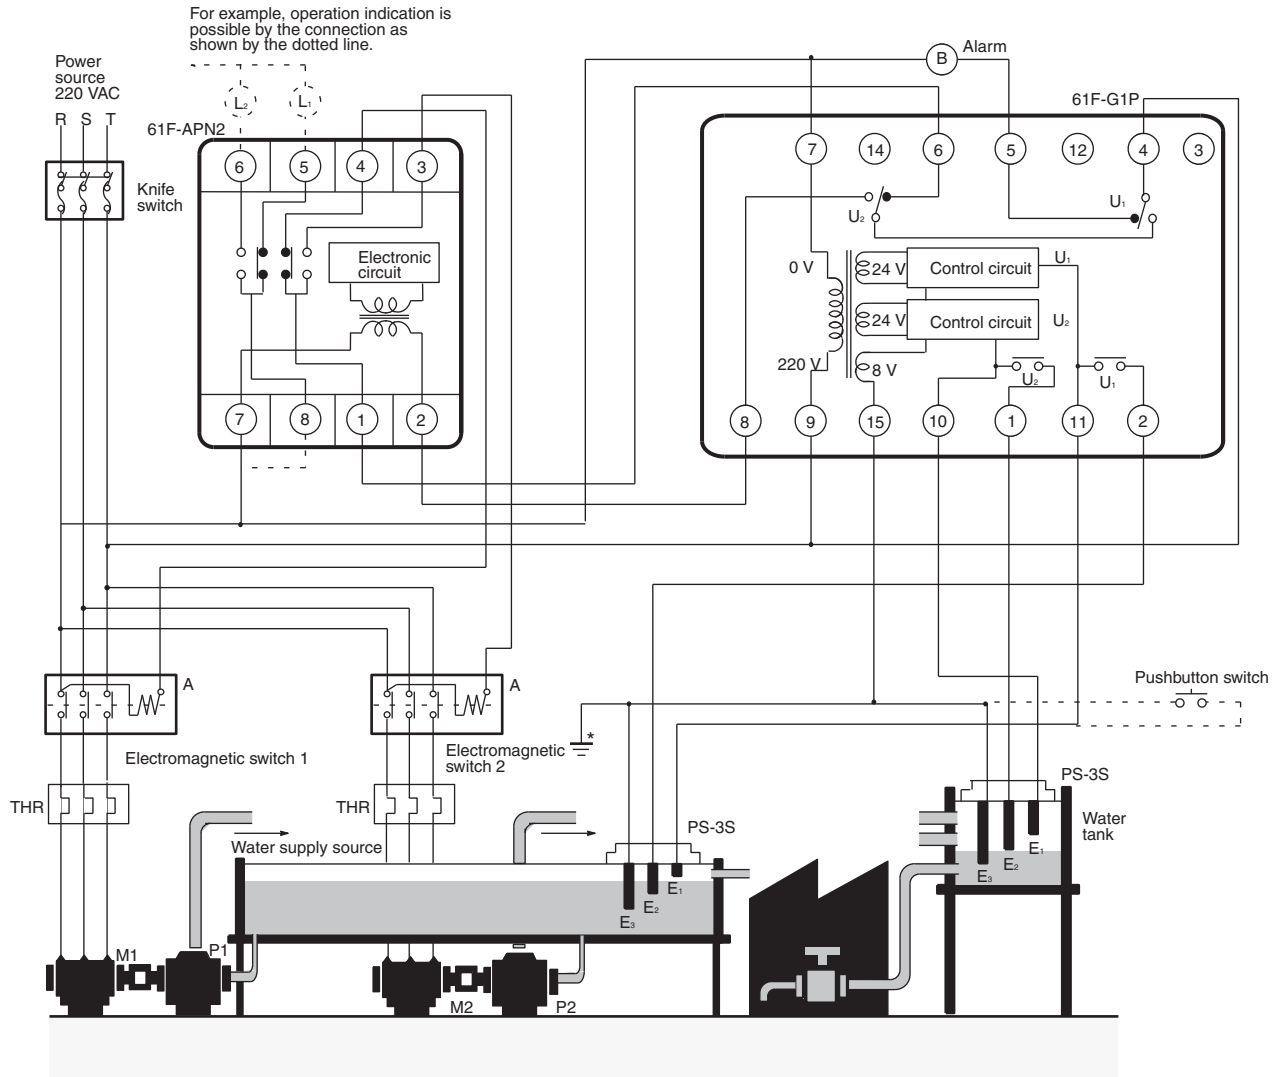 For example, operation indication is
possible by the connection as
shown by the dotted line.
Power
source
220 VAC
R S T
Knife
switch
61F-APN2
L2 L1
6 5 4 3
Electronic
circuit
7 8 1 2
B Alarm
61F-G1P
7 14 6 5 12 4 3
U2
U1
0 V
24 V Control circuit U1
24 V Control circuit U2
220 V
8 V
U2 U1
8 9 15 10 1 11 2
A
Electromagnetic switch 1
A
Electromagnetic
switch 2
*
Pushbutton switch
THR
THR
Water supply source
PS-3S
E1
E2
E3
PS-3S
Water
tank
E1
E2
E3
M1
P1
M2
P2